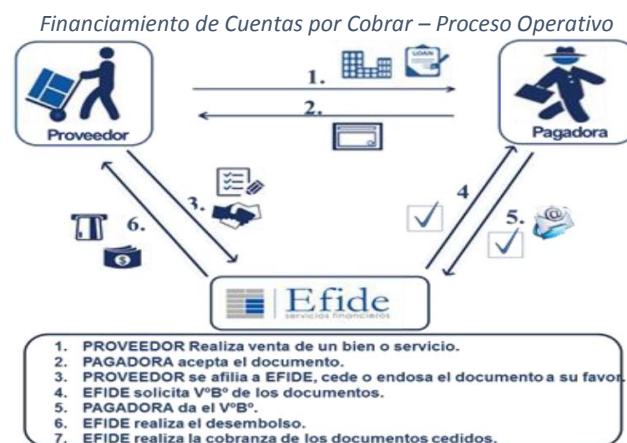 Financiamiento de Cuentas por Cobrar – Proceso Operativo
LOAN
1.
2.
Proveedor
Pagadora
3.
4
5.
6.
@
$
Efide
servicios financieros
1. PROVEEDOR Realiza venta de un bien o servicio.
2. PAGADORA acepta el documento.
3. PROVEEDOR se afilia a EFIDE, cede o endosa el documento a su favor.
4. EFIDE solicita VºBº de los documentos.
5. PAGADORA da el VºBº.
6. EFIDE realiza el desembolso.
7. EFIDE realiza la cobranza de los documentos cedidos.